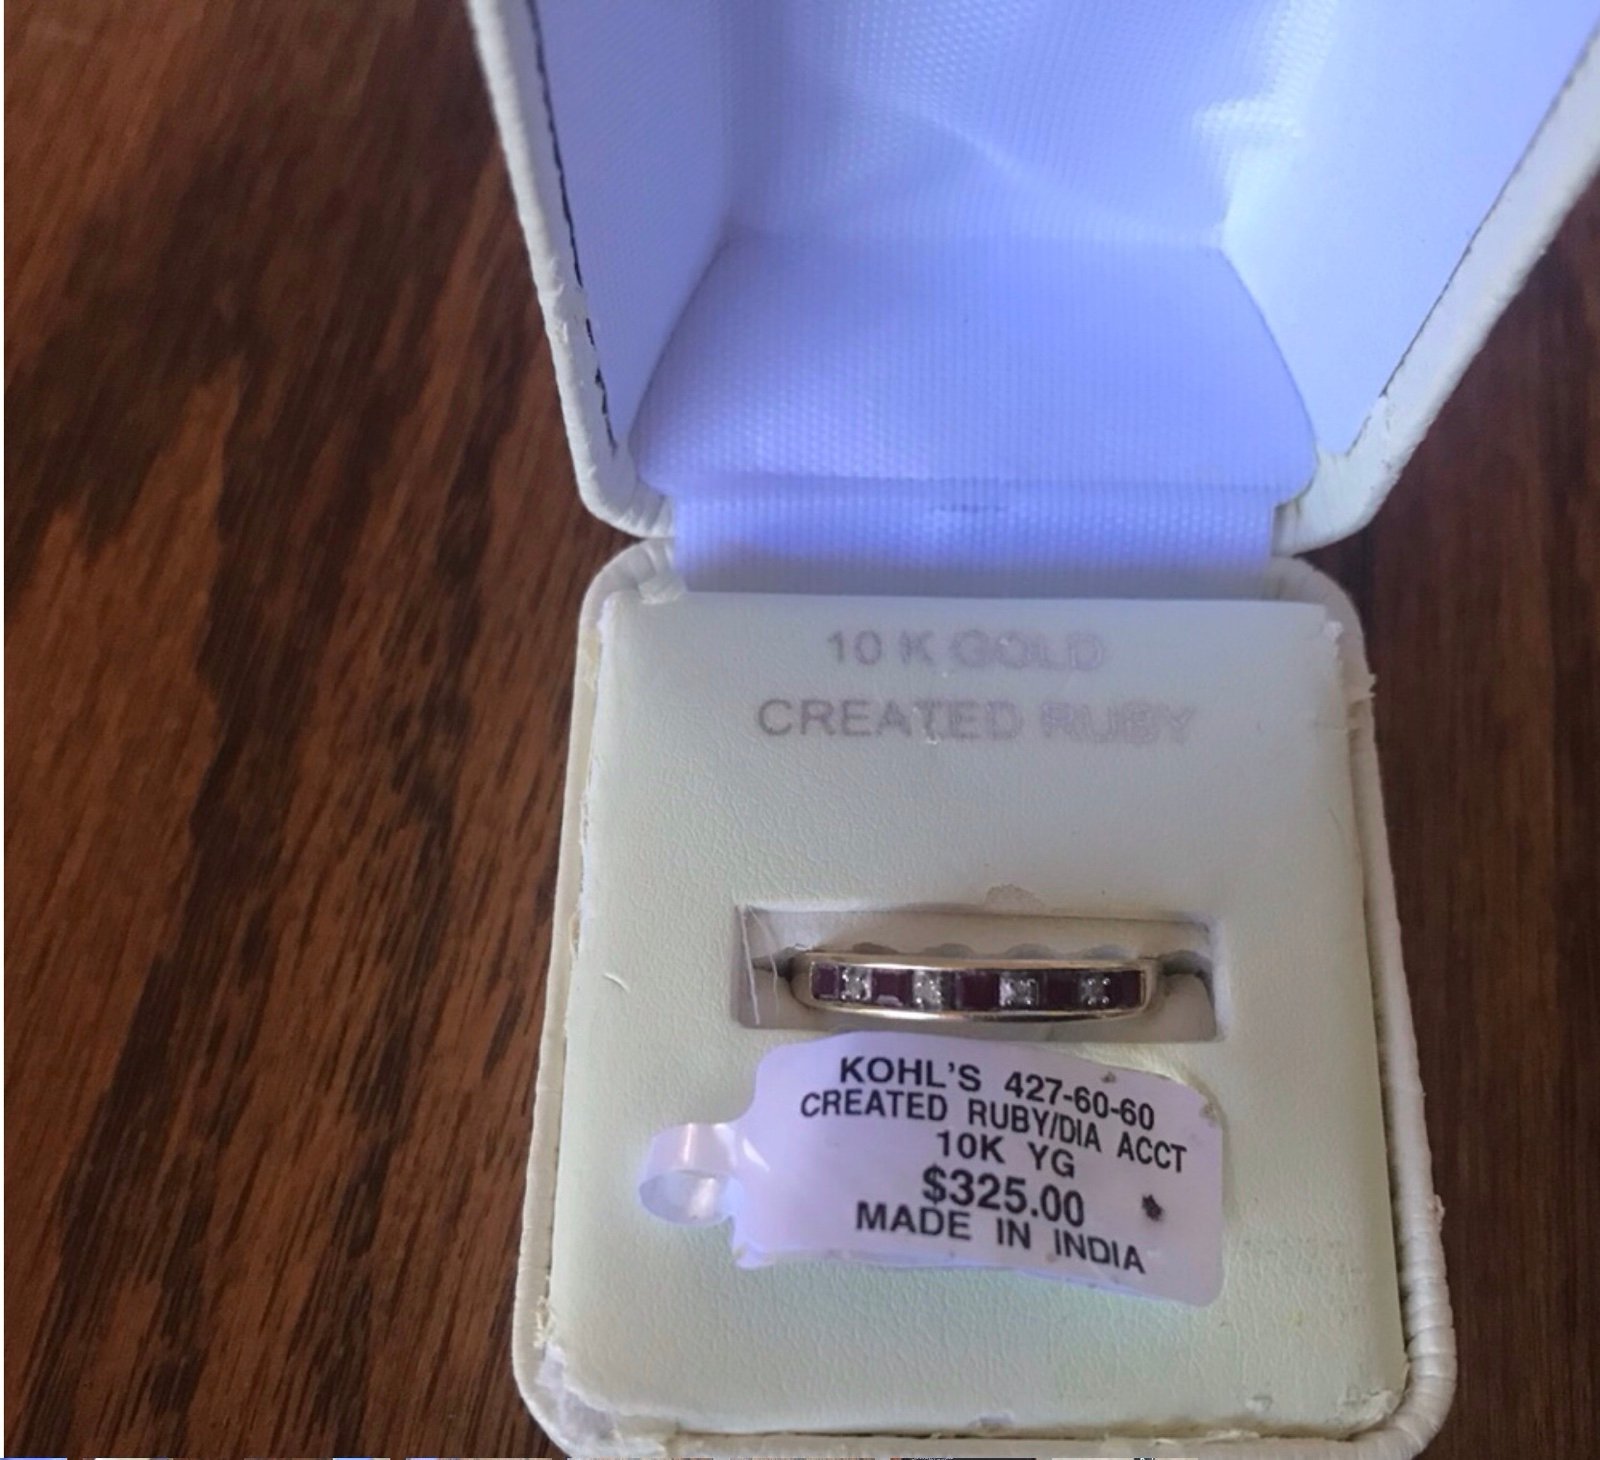 10 K GOLD
CREATED RUBY
KOHL'S 427-60-60
CREATED RUBY/DIA ACCT
10K YG
$325.00
MADE IN INDIA